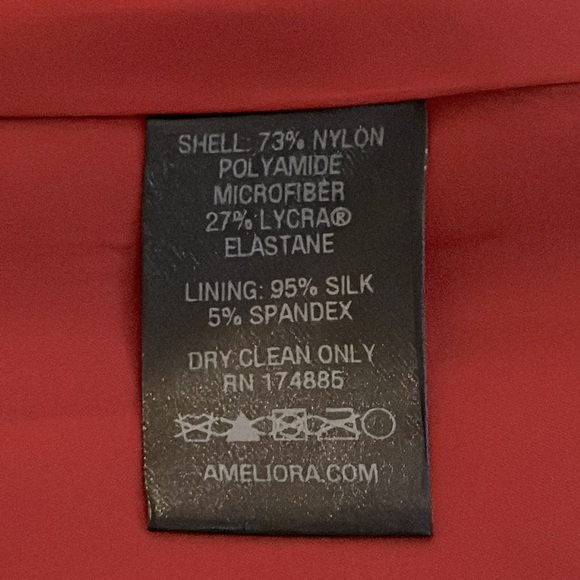 SHELL: 73% NYLON
POLYAMIDE
MICROFIBER
27% LYCRA®
ELASTANE
LINING: 95% SILK
5% SPANDEX
DRY CLEAN ONLY
RN 174885
AMELIORA.COM